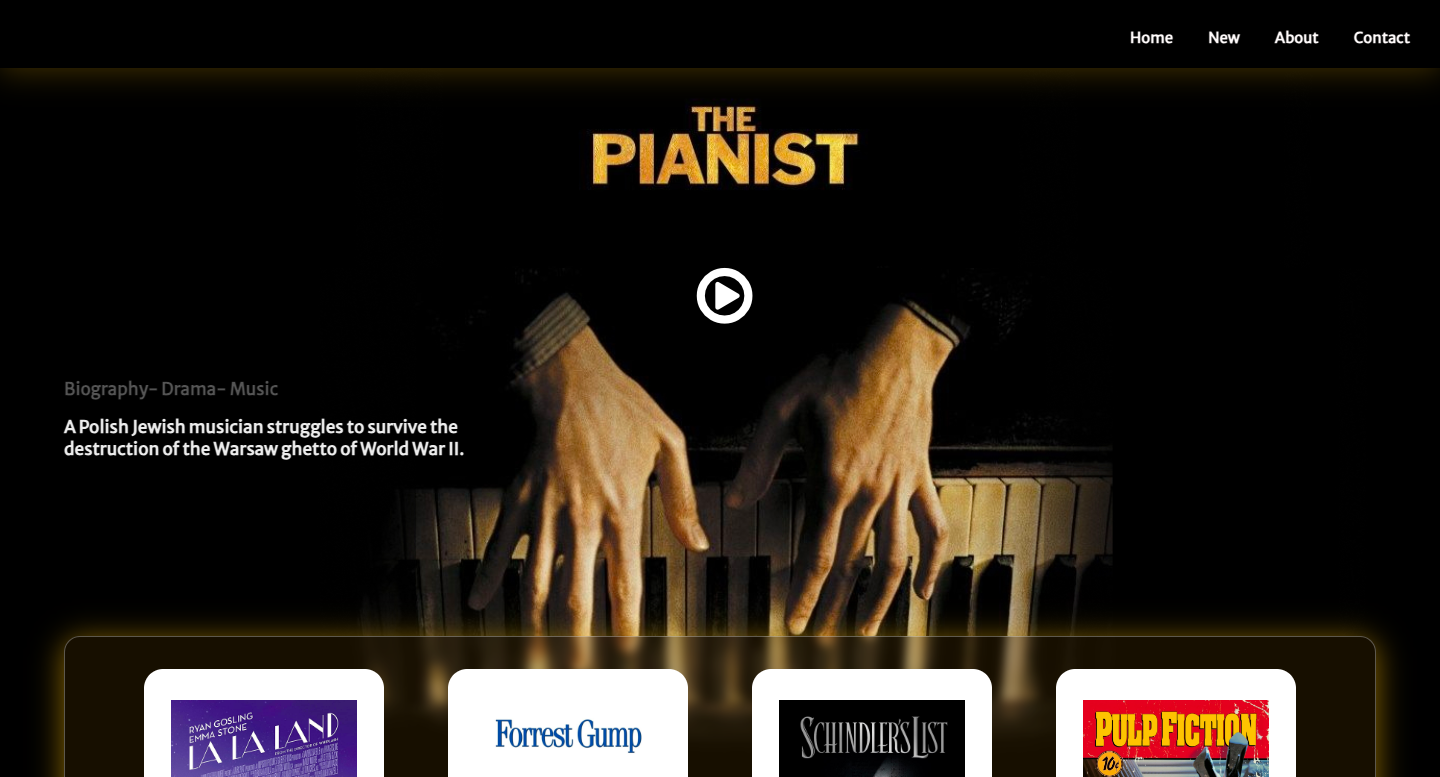 Home New About Contact
THE
PIANIST
Biography- Drama- Music
A Polish Jewish musician struggles to survive the
destruction of the Warsaw ghetto of World War II.
RYAN GOSLING
EMMA STONE
LA LA LAND
Forrest Gump
SCHINDLER'S LIST
PULP FICTION
10¢